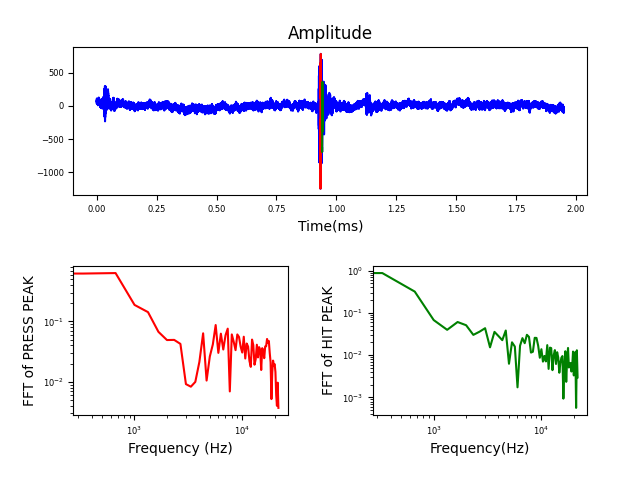 Amplitude
500
0
−500
−1000
0.00 0.25 0.50 0.75 1.00 1.25 1.50 1.75 2.00
Time(ms)
FFT of PRESS PEAK
10⁻¹
10⁻²
10³ 10⁴
Frequency (Hz)
FFT of HIT PEAK
10⁰
10⁻¹
10⁻²
10⁻³
10³ 10⁴
Frequency(Hz)